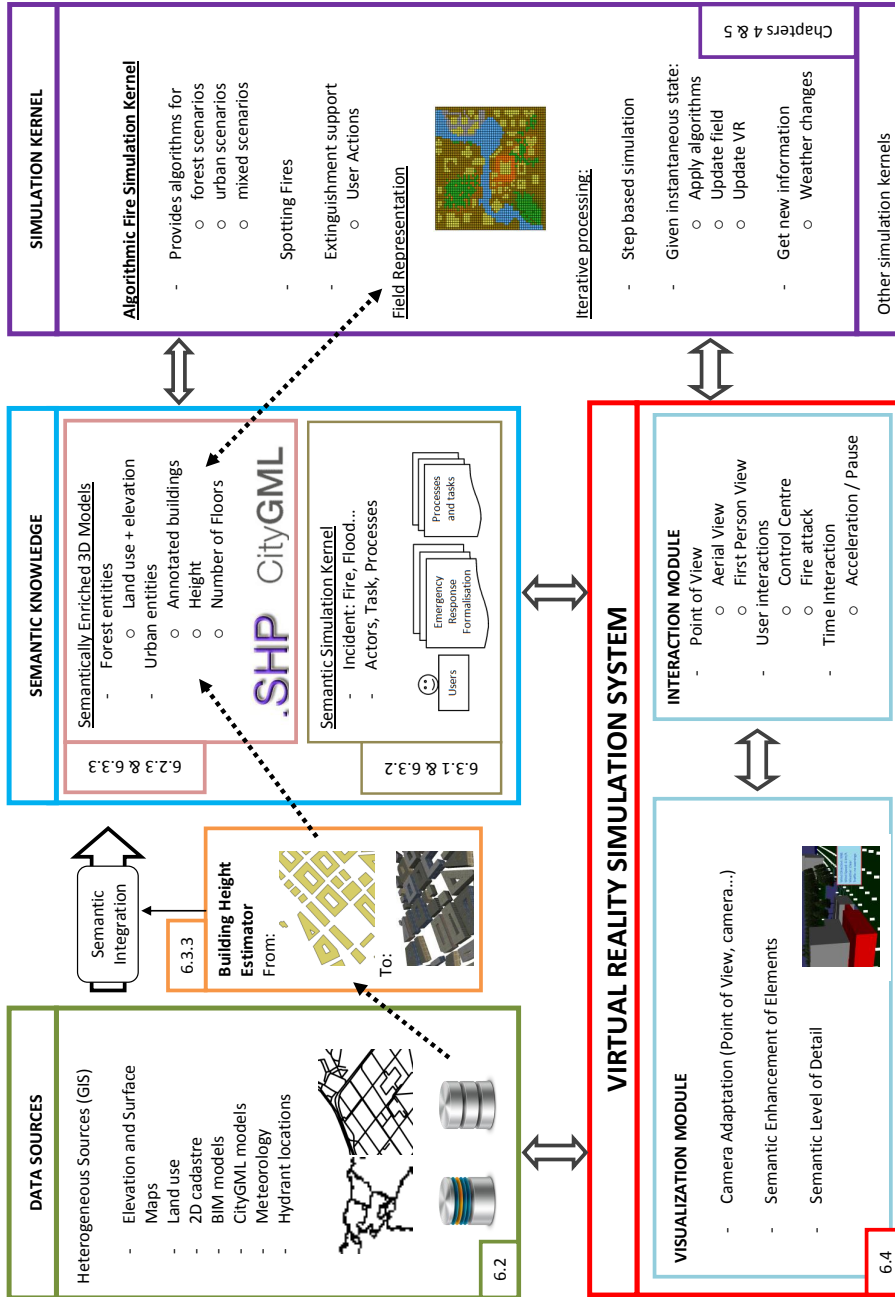 DATA SOURCES
Heterogeneous Sources (GIS)
- Elevation and Surface
Maps
- Land use
- 2D cadastre
- BIM models
- CityGML models
- Meteorology
- Hydrant locations
6.2
Semantic
Integration
6.3.3
Building Height
Estimator
From:
To:
SEMANTIC KNOWLEDGE
6.2.3 & 6.3.3
Semantically Enriched 3D Models
- Forest entities
○ Land use + elevation
- Urban entities
○ Annotated buildings
○ Height
○ Number of Floors
.SHP CityGML
6.3.1 & 6.3.2
Semantic Simulation Kernel
- Incident: Fire, Flood...
- Actors, Task, Processes
Users
Emergency
Response
Formalisation
Processes
and tasks
SIMULATION KERNEL
Algorithmic Fire Simulation Kernel
- Provides algorithms for
○ forest scenarios
○ urban scenarios
○ mixed scenarios
- Spotting Fires
- Extinguishment support
○ User Actions
Field Representation
Iterative processing:
- Step based simulation
- Given instantaneous state:
○ Apply algorithms
○ Update field
○ Update VR
- Get new information
○ Weather changes
Chapters 4 & 5
Other simulation kernels
VIRTUAL REALITY SIMULATION SYSTEM
VISUALIZATION MODULE
- Camera Adaptation (Point of View, camera...)
- Semantic Enhancement of Elements
- Semantic Level of Detail
6.4
INTERACTION MODULE
- Point of View
○ Aerial View
○ First Person View
- User interactions
○ Control Centre
○ Fire attack
- Time Interaction
○ Acceleration / Pause